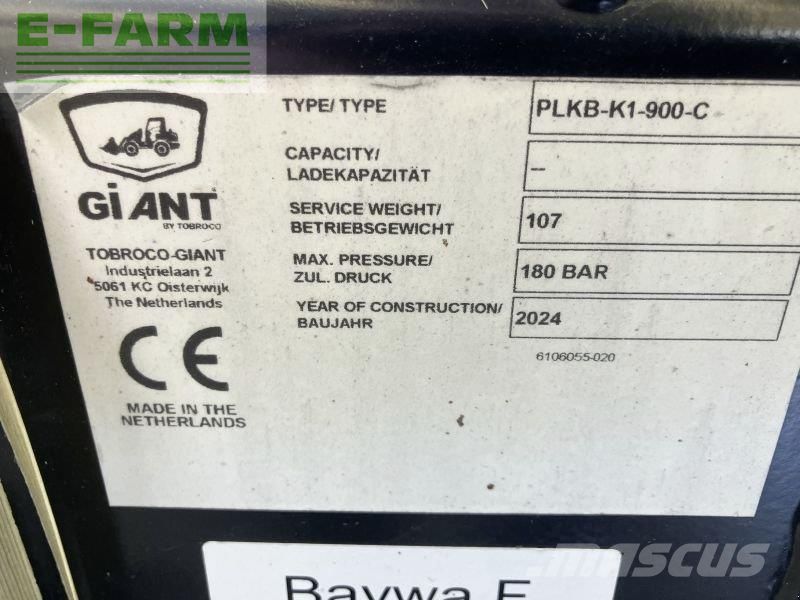 E-FARM
GiANT
BY TOBROCO
TOBROCO-GIANT
Industrielaan 2
5061 KC Oisterwijk
The Netherlands
CE
MADE IN THE
NETHERLANDS
TYPE/ TYPE
PLKB-K1-900-C
CAPACITY/
LADEKAPAZITÄT
--
SERVICE WEIGHT/
BETRIEBSGEWICHT
107
MAX. PRESSURE/
ZUL. DRUCK
180 BAR
YEAR OF CONSTRUCTION/
BAUJAHR
2024
6106055-020
Baywa E
mascus